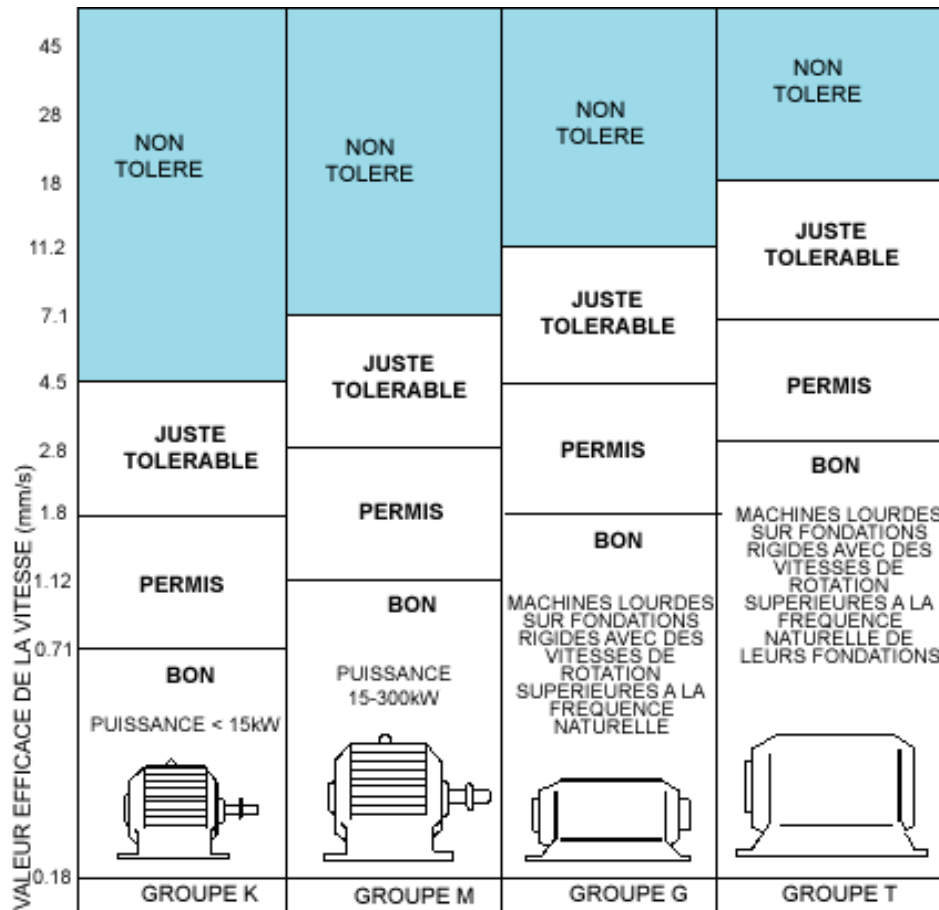 VALEUR EFFICACE DE LA VITESSE (mm/s)
45
28
18
11.2
7.1
4.5
2.8
1.8
1.12
0.71
0.18
NON
TOLERE
JUSTE
TOLERABLE
PERMIS
BON
PUISSANCE < 15kW
GROUPE K
NON
TOLERE
JUSTE
TOLERABLE
PERMIS
BON
PUISSANCE
15-300kW
GROUPE M
NON
TOLERE
JUSTE
TOLERABLE
PERMIS
BON
MACHINES LOURDES
SUR FONDATIONS
RIGIDES AVEC DES
VITESSES DE
ROTATION
SUPERIEURES A LA
FREQUENCE
NATURELLE
GROUPE G
NON
TOLERE
JUSTE
TOLERABLE
PERMIS
BON
MACHINES LOURDES
SUR FONDATIONS
RIGIDES AVEC DES
VITESSES DE
ROTATION
SUPERIEURES A LA
FREQUENCE
NATURELLE DE
LEURS FONDATIONS
GROUPE T